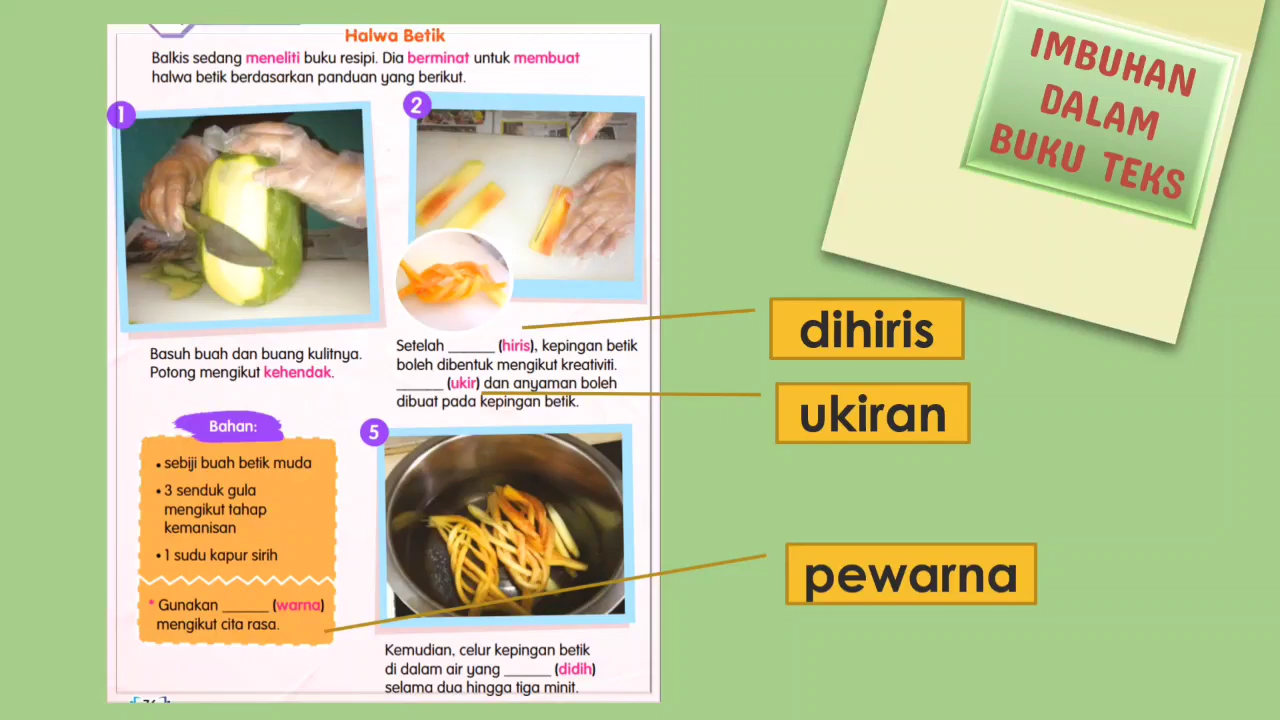 Halwa Betik
Balkis sedang meneliti buku resipi. Dia berminat untuk membuat
halwa betik berdasarkan panduan yang berikut.
1
2
Basuh buah dan buang kulitnya.
Potong mengikut kehendak.
Setelah ______ (hiris), kepingan betik
boleh dibentuk mengikut kreativiti.
______ (ukir) dan anyaman boleh
dibuat pada kepingan betik.
Bahan:
• sebiji buah betik muda
• 3 senduk gula
mengikut tahap
kemanisan
• 1 sudu kapur sirih
* Gunakan ______ (warna)
mengikut cita rasa.
5
Kemudian, celur kepingan betik
di dalam air yang ______ (didih)
selama dua hingga tiga minit.
IMBUHAN
DALAM
BUKU TEKS
dihiris
ukiran
pewarna